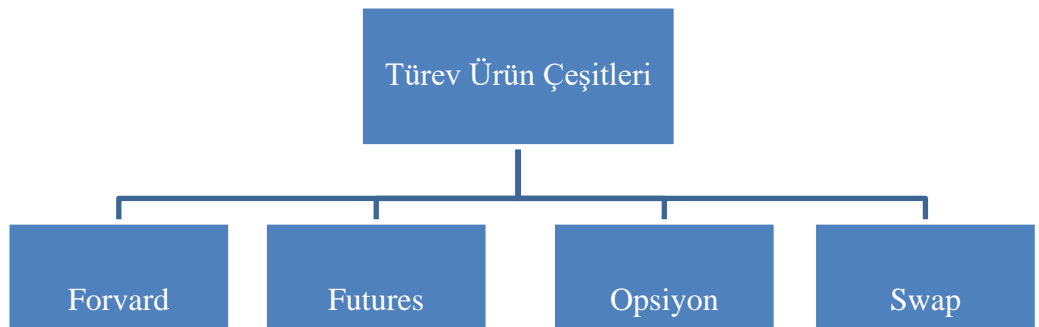 Türev Ürün Çeşitleri
Forvard
Futures
Opsiyon
Swap